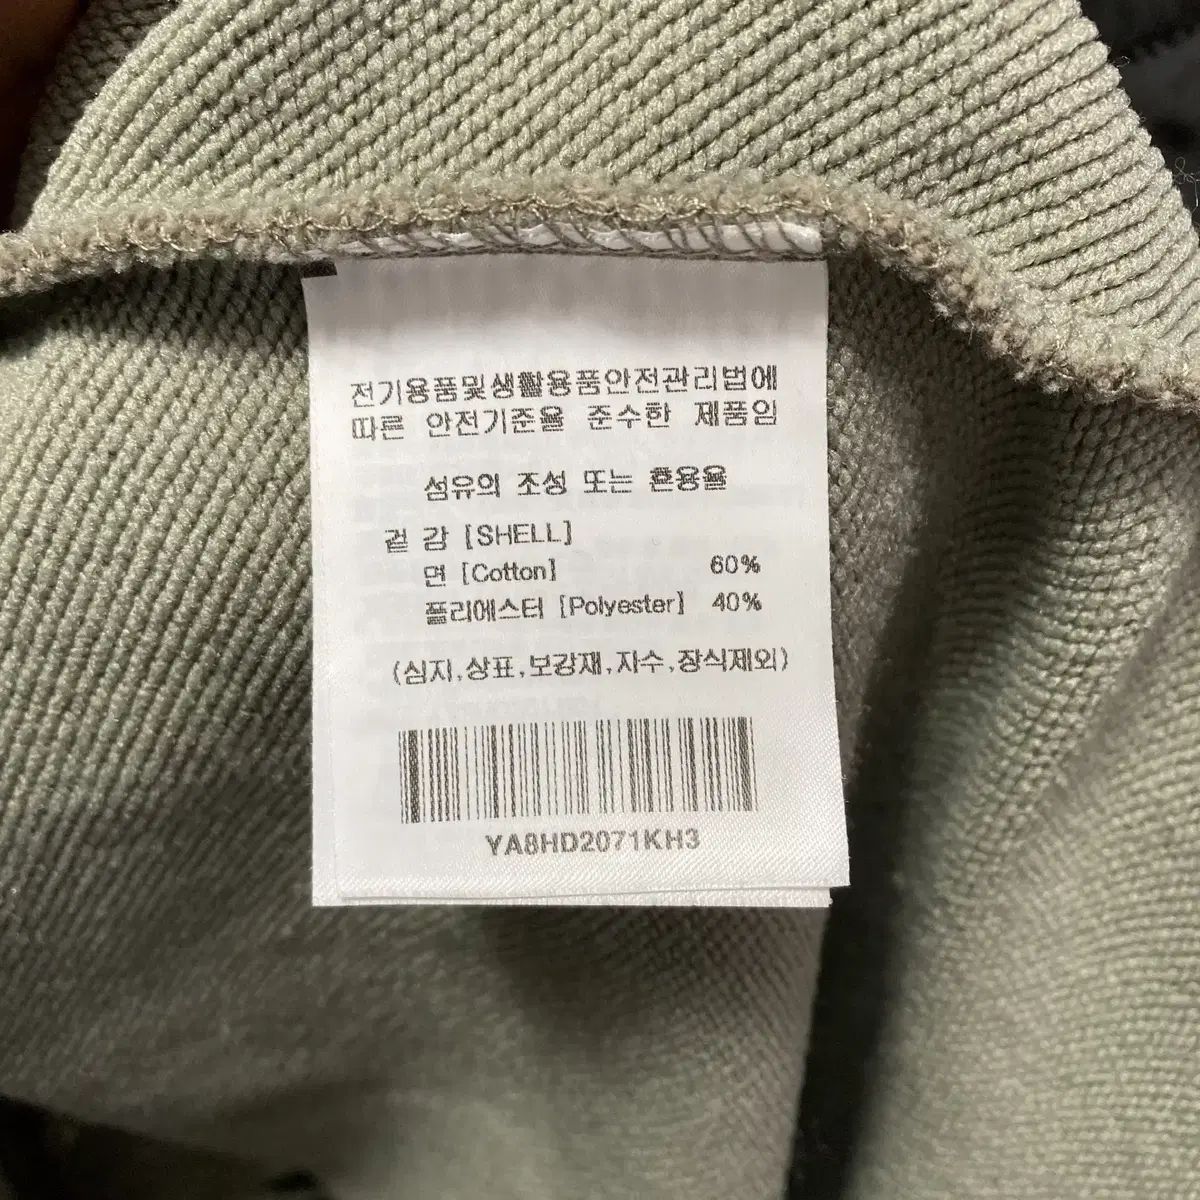 전기용품및생활용품안전관리법에
따른 안전기준을 준수한 제품임
섬유의 조성 또는 혼용율
겉 감 [SHELL]
면 [Cotton] 60%
폴리에스터 [Polyester] 40%
(심지,상표,보강재,자수,장식제외)
YA8HD2071KH3